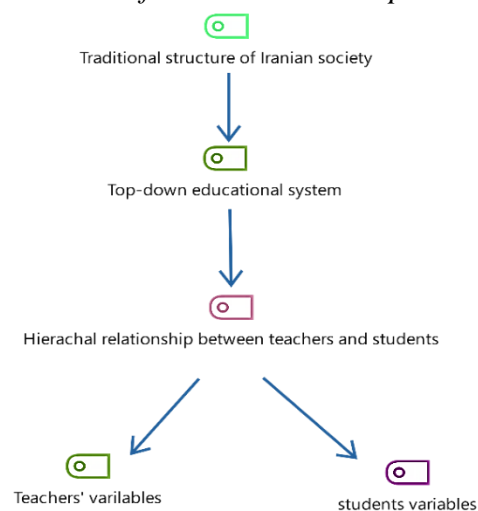 Traditional structure of Iranian society
Top-down educational system
Hierachal relationship between teachers and students
Teachers' varilables
students variables